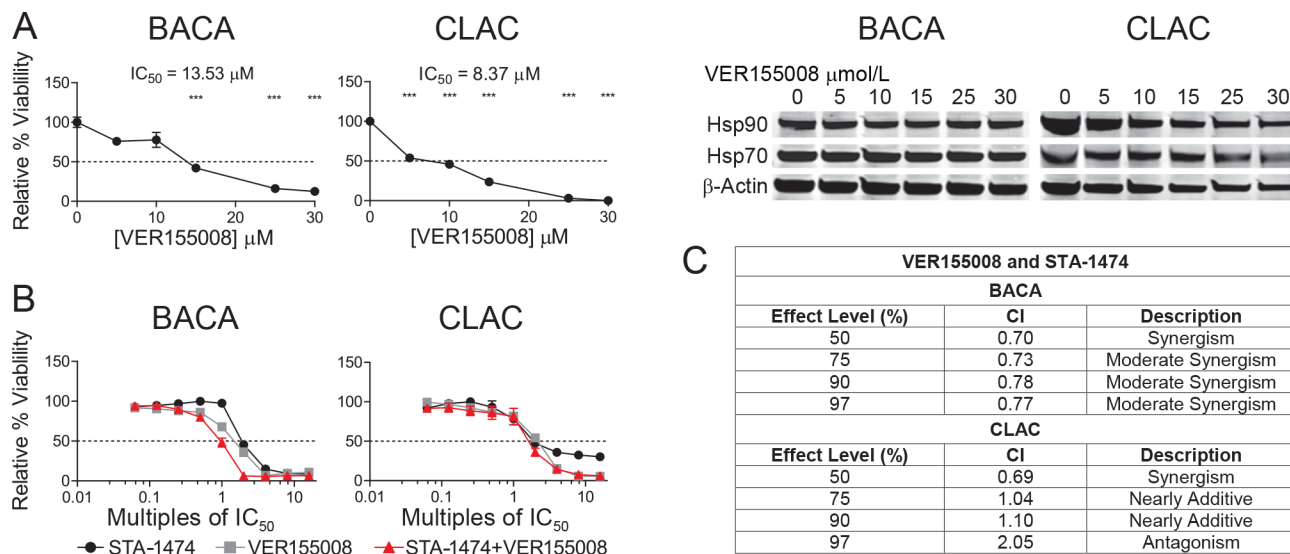 A
BACA
CLAC
Relative % Viability
150
100
50
0
IC50 = 13.53 μM
*** *** ***
0 10 20 30
[VER155008] μM
150
100
50
0
IC50 = 8.37 μM
*** *** *** *** ***
0 10 20 30
[VER155008] μM
BACA
CLAC
VER155008 μmol/L
0 5 10 15 25 30
0 5 10 15 25 30
Hsp90
Hsp70
β-Actin
B
BACA
CLAC
Relative % Viablility
150
100
50
0
0.01 0.1 1 10
Multiples of IC50
150
100
50
0
0.01 0.1 1 10
Multiples of IC50
STA-1474 VER155008 STA-1474+VER155008
C
VER155008 and STA-1474
BACA
Effect Level (%) CI Description
50 0.70 Synergism
75 0.73 Moderate Synergism
90 0.78 Moderate Synergism
97 0.77 Moderate Synergism
CLAC
Effect Level (%) CI Description
50 0.69 Synergism
75 1.04 Nearly Additive
90 1.10 Nearly Additive
97 2.05 Antagonism